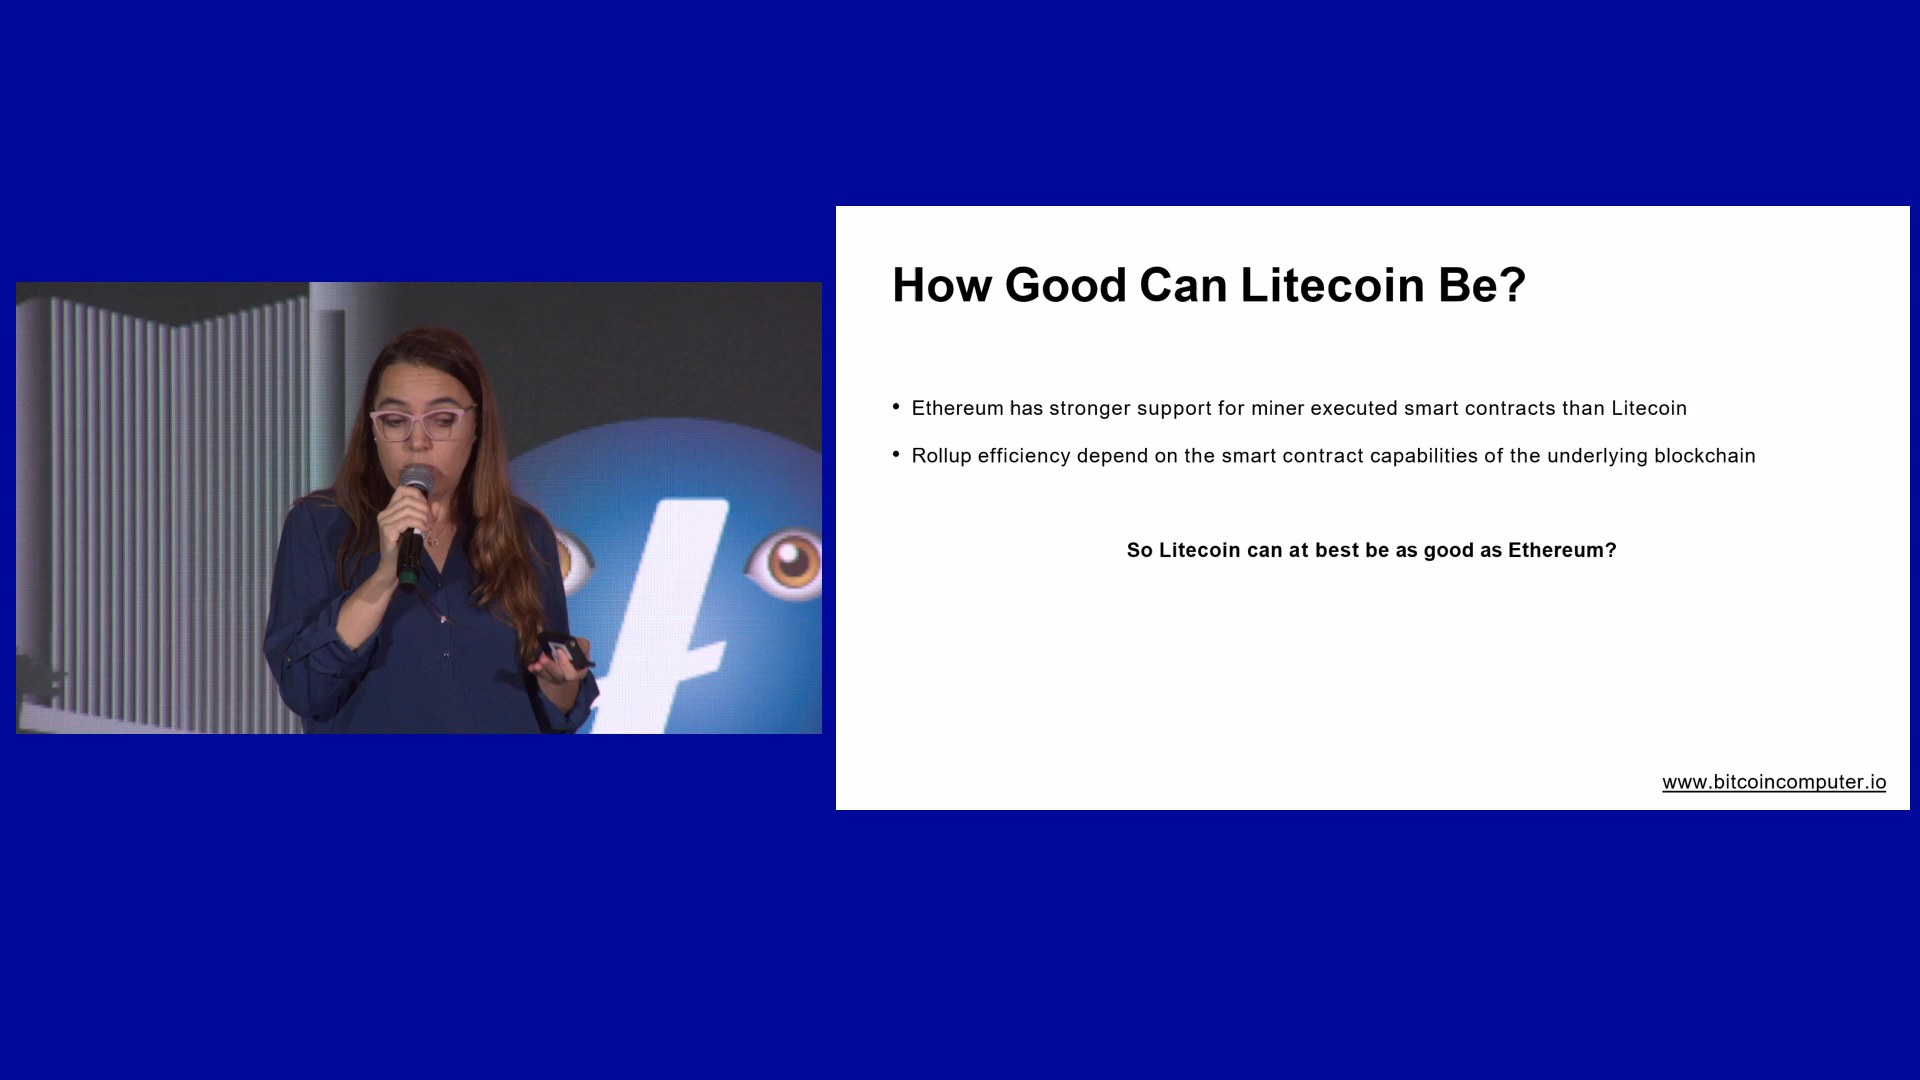 How Good Can Litecoin Be?
• Ethereum has stronger support for miner executed smart contracts than Litecoin
• Rollup efficiency depend on the smart contract capabilities of the underlying blockchain
So Litecoin can at best be as good as Ethereum?
www.bitcoincomputer.io